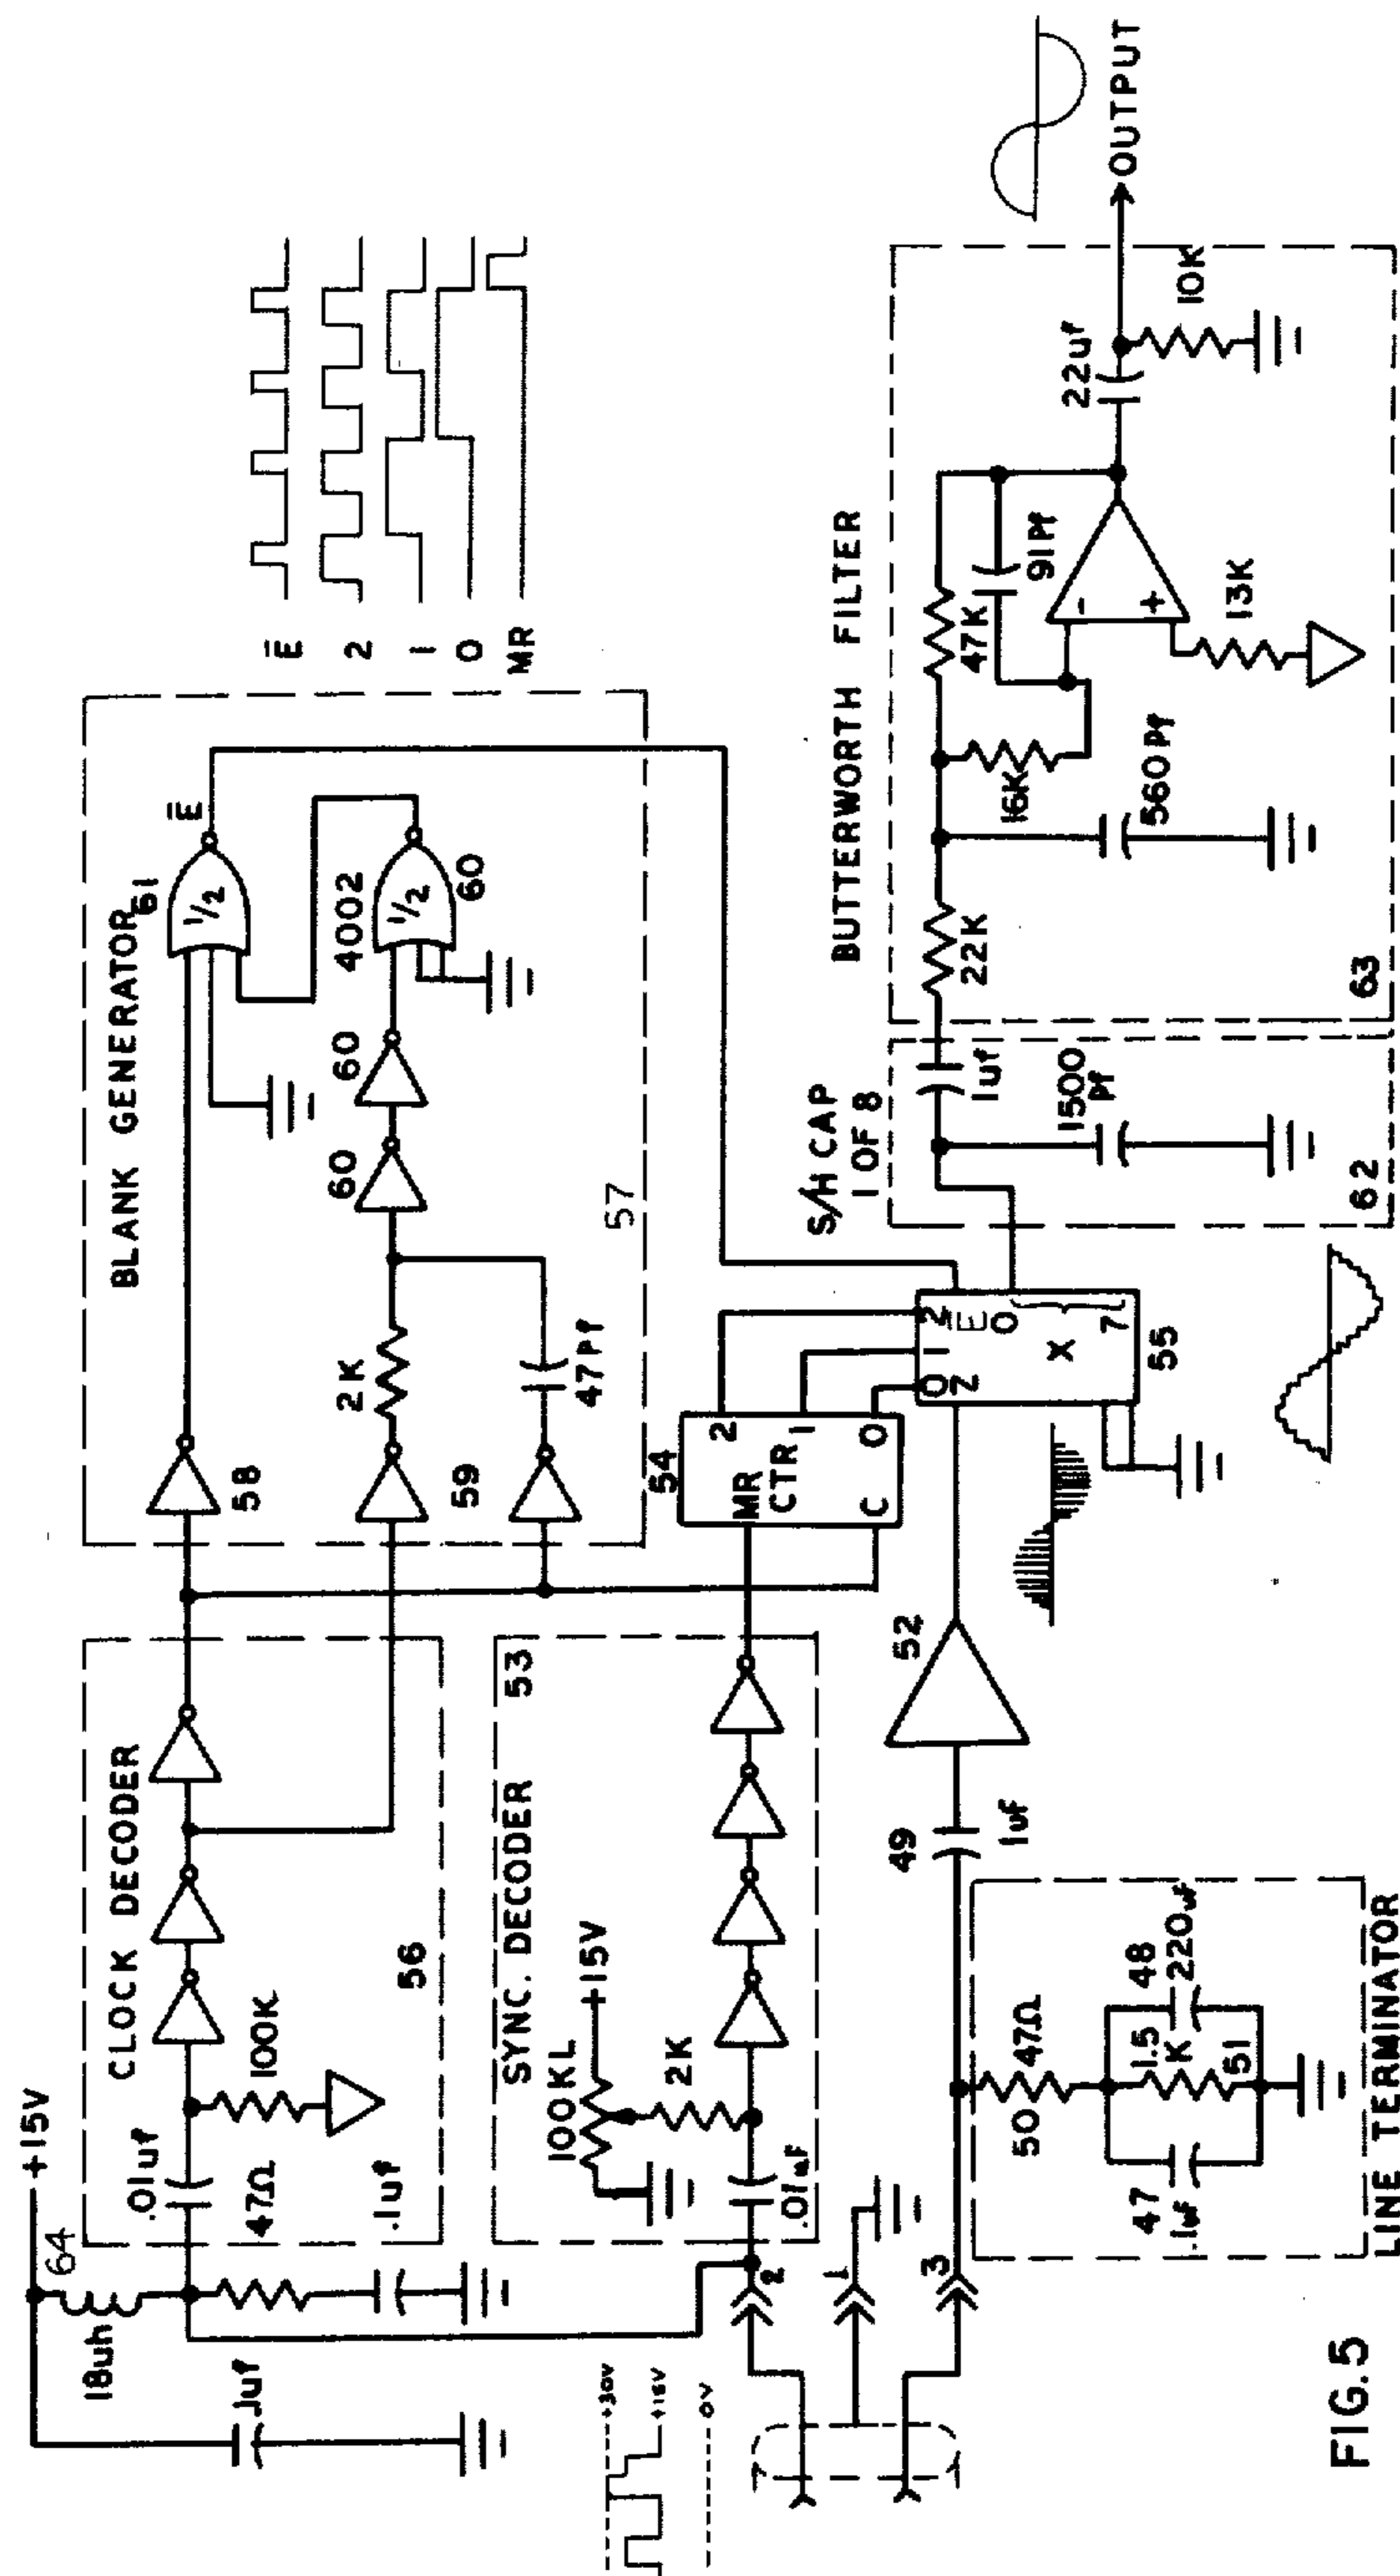 +15V
64
18uh
.1uf
CLOCK DECODER
.01uf
47Ω
.1uf
100K
56
BLANK GENERATOR
58
59
2K
47Pf
60
60
57
61
1/2
E̅
4002
1/2
60
E̅
2
1
0
MR
SYNC. DECODER
53
100KL
+15V
2K
.01uF
54
MR
CTR
C
2
1
0
+30V
+15V
0V
2
1
3
49
1uF
52
0
1
2
Z
E̅
0
X
7
55
S/H CAP
1 OF 8
1uf
1500
Pf
62
BUTTERWORTH FILTER
22K
16K
560Pf
47K
91Pf
-
+
13K
22uf
10K
63
OUTPUT
50
47Ω
47
.1uF
1.5
K
51
48
220uF
LINE TERMINATOR
FIG.5